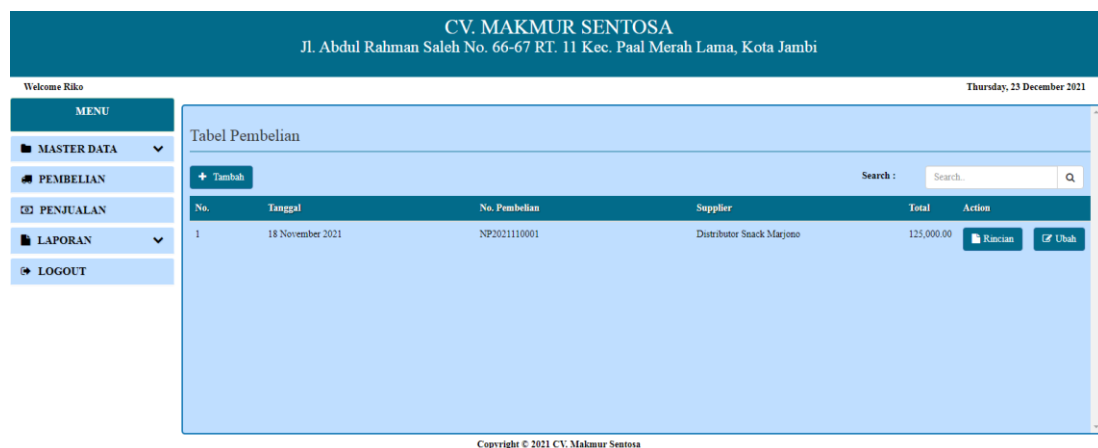 CV. MAKMUR SENTOSA
Jl. Abdul Rahman Saleh No. 66-67 RT. 11 Kec. Paal Merah Lama, Kota Jambi
Welcome Riko
Thursday, 23 December 2021
MENU
MASTER DATA
PEMBELIAN
PENJUALAN
LAPORAN
LOGOUT
Tabel Pembelian
Tambah
Search :
Search..
No. Tanggal No. Pembelian Supplier Total Action
1 18 November 2021 NP2021110001 Distributor Snack Marjono 125,000.00 Rincian Ubah
Copyright © 2021 CV. Makmur Sentosa